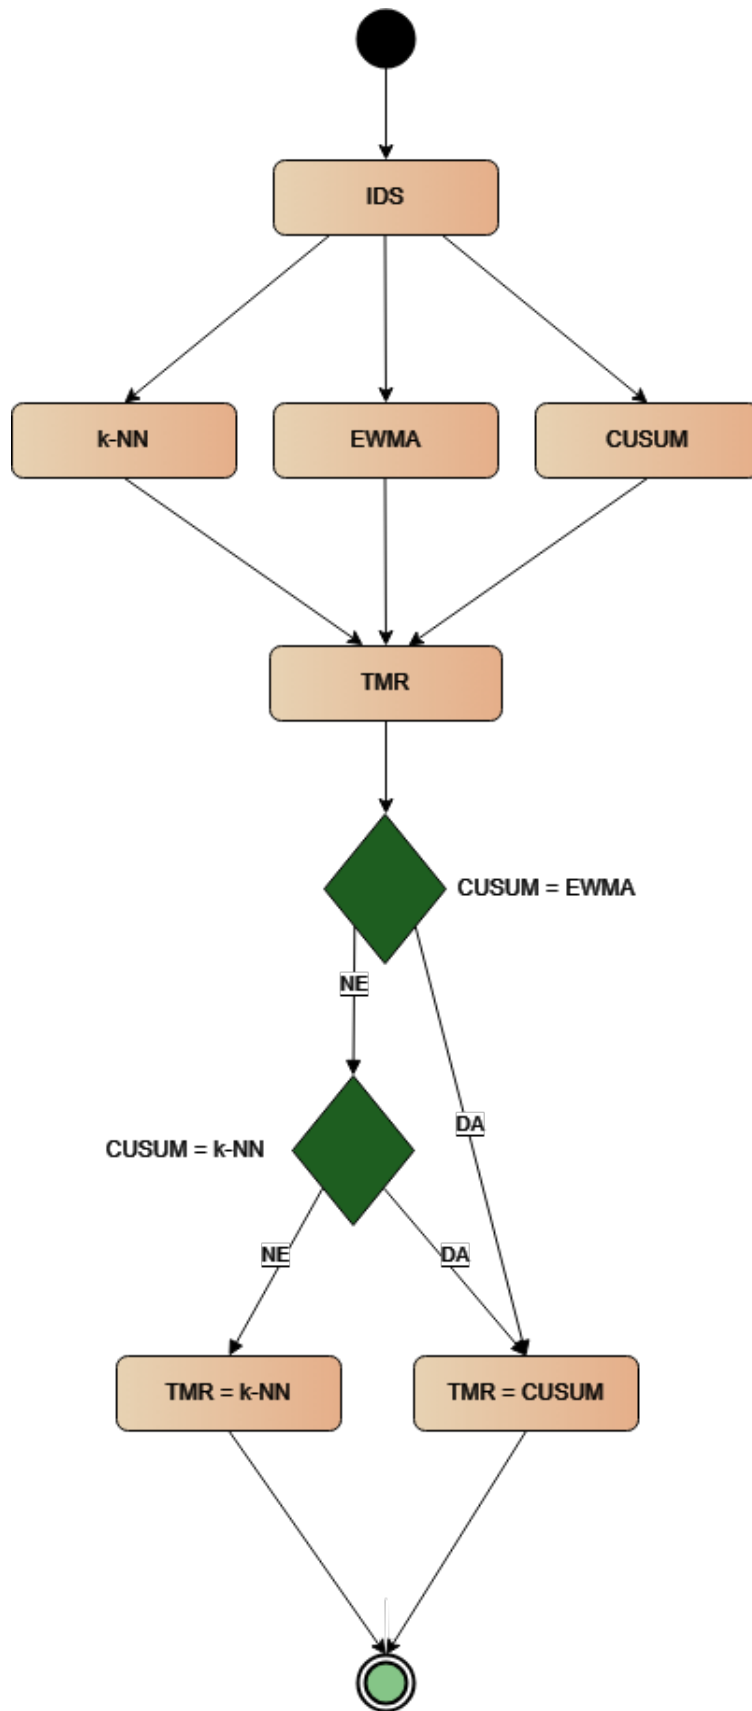 IDS
k-NN
EWMA
CUSUM
TMR
CUSUM = EWMA
NE
DA
CUSUM = k-NN
NE
DA
TMR = k-NN
TMR = CUSUM